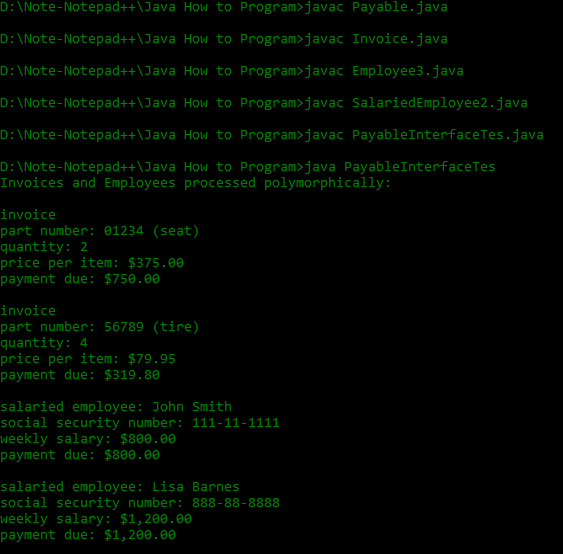 D:\Note-Notepad++\Java How to Program>javac Payable.java
D:\Note-Notepad++\Java How to Program>javac Invoice.java
D:\Note-Notepad++\Java How to Program>javac Employee3.java
D:\Note-Notepad++\Java How to Program>javac SalariedEmployee2.java
D:\Note-Notepad++\Java How to Program>javac PayableInterfaceTes.java
D:\Note-Notepad++\Java How to Program>java PayableInterfaceTes
Invoices and Employees processed polymorphically:
invoice
part number: 01234 (seat)
quantity: 2
price per item: $375.00
payment due: $750.00
invoice
part number: 56789 (tire)
quantity: 4
price per item: $79.95
payment due: $319.80
salaried employee: John Smith
social security number: 111-11-1111
weekly salary: $800.00
payment due: $800.00
salaried employee: Lisa Barnes
social security number: 888-88-8888
weekly salary: $1,200.00
payment due: $1,200.00